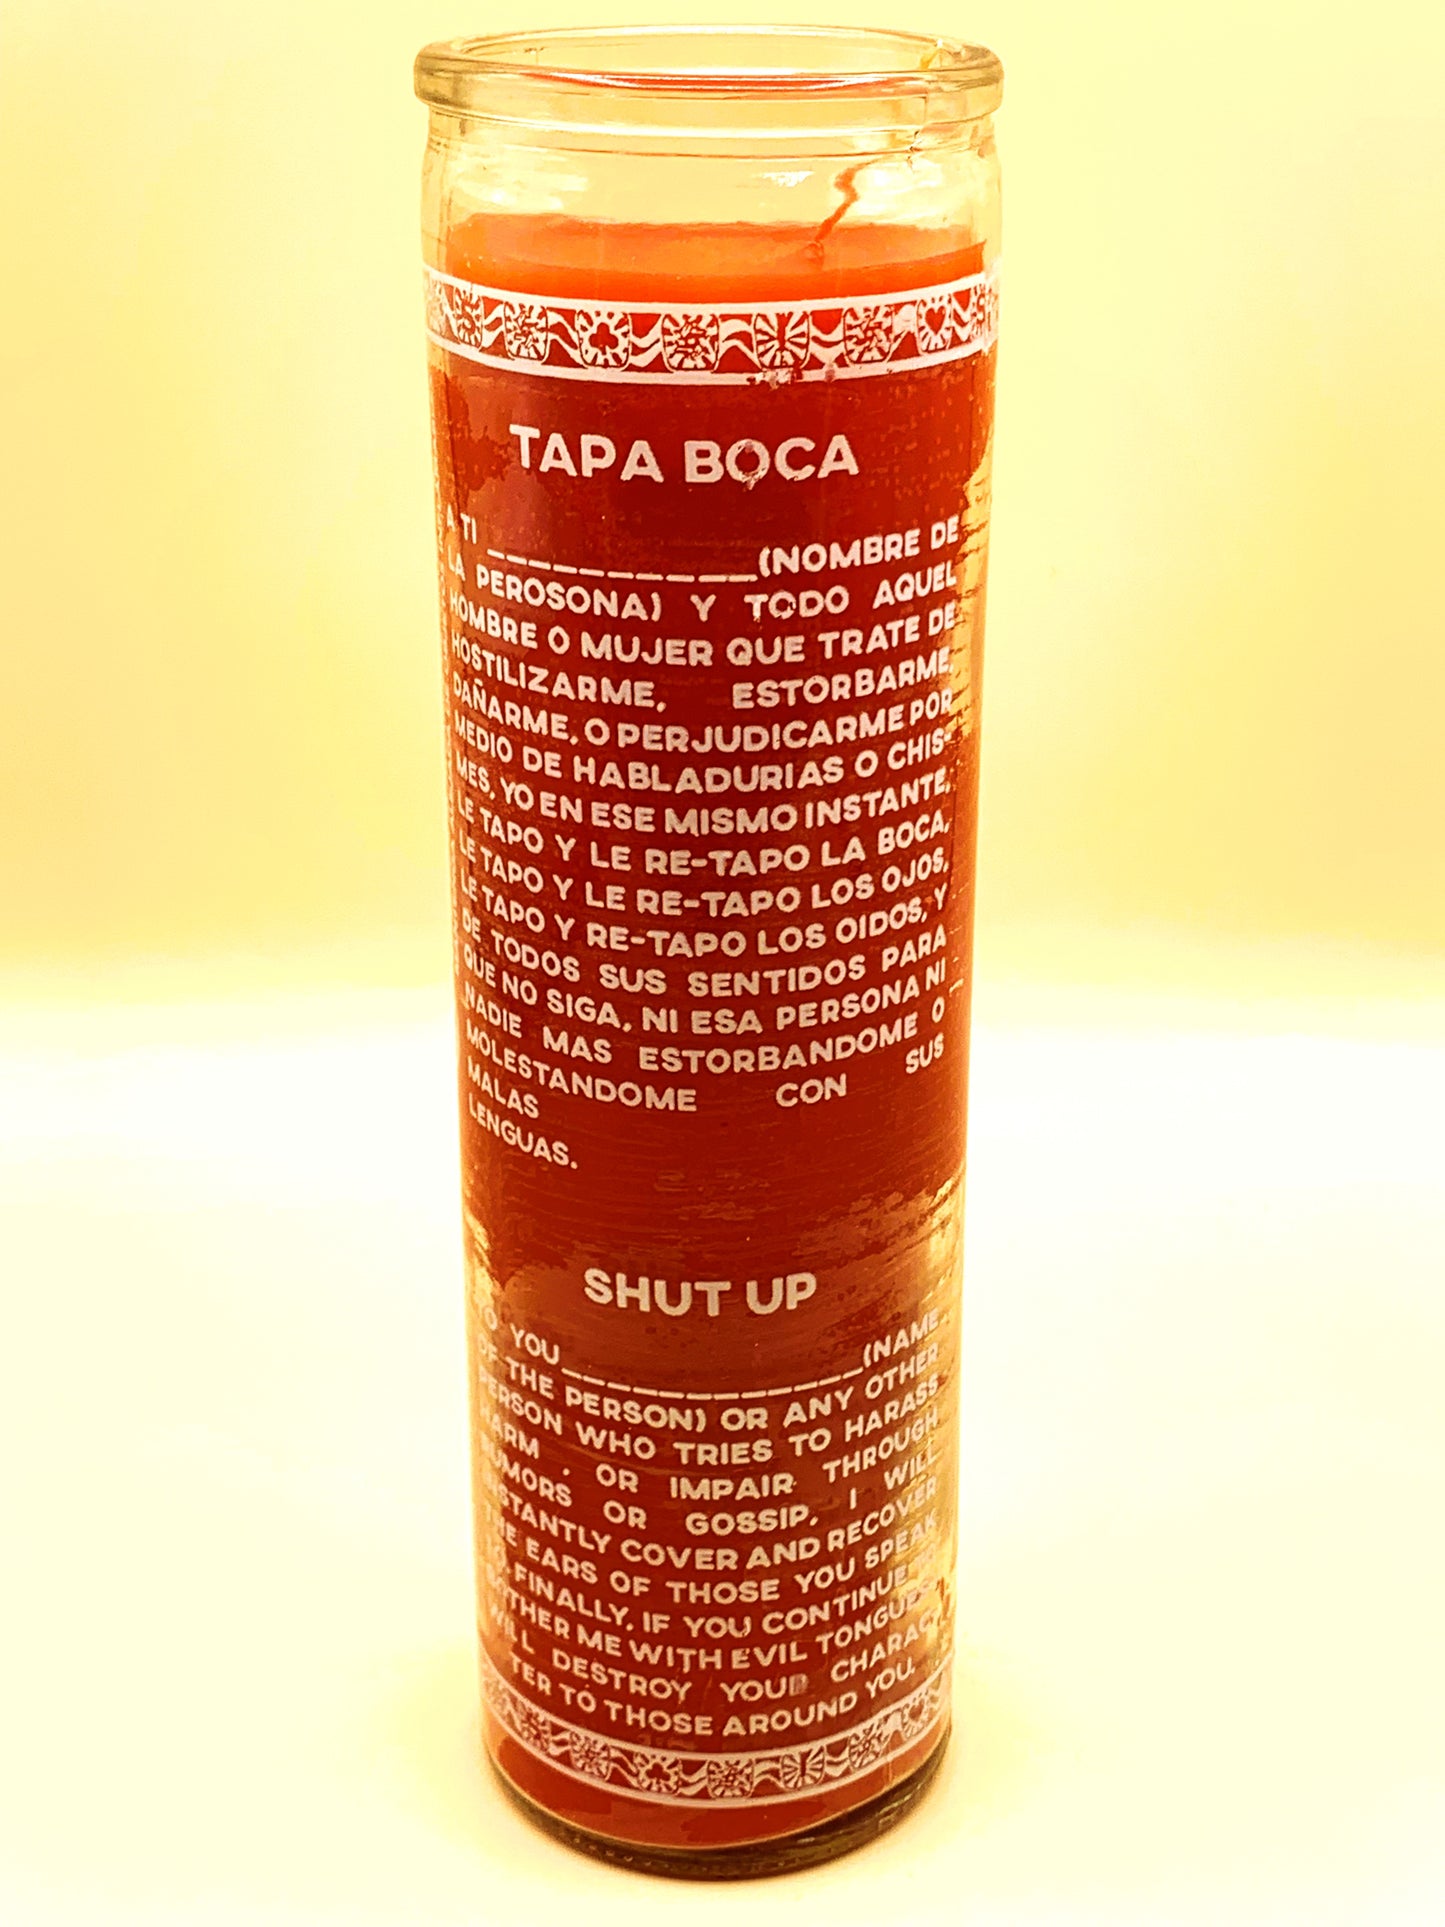 TAPA BOCA
A TI __________(NOMBRE DE
LA PEROSONA) Y TODO AQUEL
HOMBRE O MUJER QUE TRATE DE
HOSTILIZARME, ESTORBARME,
DAÑARME, O PERJUDICARME POR
MEDIO DE HABLADURIAS O CHIS-
MES, YO EN ESE MISMO INSTANTE,
LE TAPO Y LE RE-TAPO LA BOCA,
LE TAPO Y LE RE-TAPO LOS OJOS,
LE TAPO Y RE-TAPO LOS OIDOS, Y
DE TODOS SUS SENTIDOS PARA
QUE NO SIGA, NI ESA PERSONA NI
NADIE MAS ESTORBANDOME O
MOLESTANDOME CON SUS
MALAS
LENGUAS.
SHUT UP
TO YOU____________(NAME
OF THE PERSON) OR ANY OTHER
PERSON WHO TRIES TO HARASS
HARM . OR IMPAIR THROUGH
RUMORS OR GOSSIP. I WILL
INSTANTLY COVER AND RECOVER
THE EARS OF THOSE YOU SPEAK
TO. FINALLY, IF YOU CONTINUE TO
BOTHER ME WITH EVIL TONGUES,
WILL DESTROY YOUR CHARAC-
TER TO THOSE AROUND YOU.